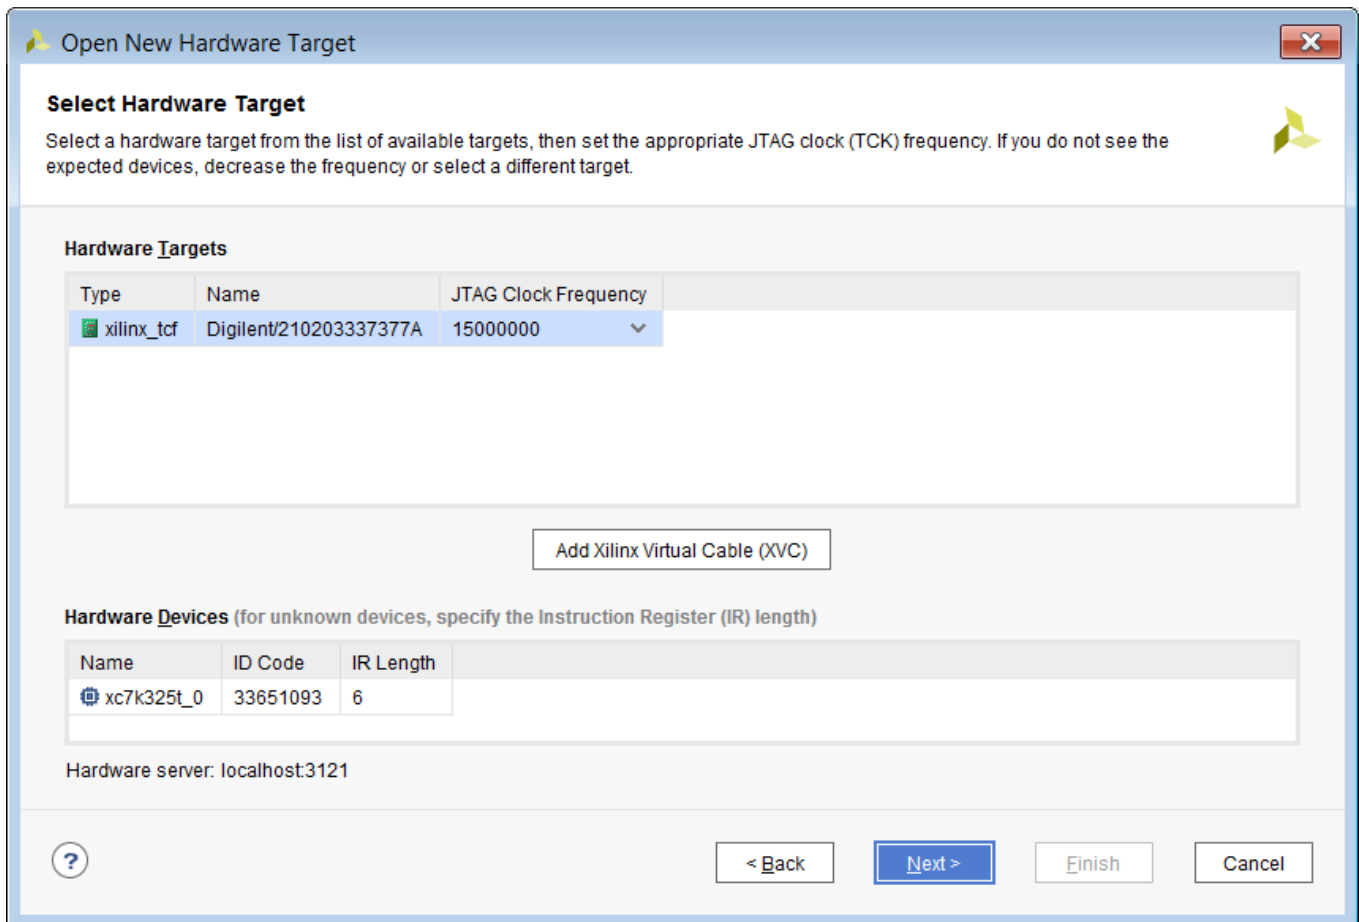 Open New Hardware Target
Select Hardware Target
Select a hardware target from the list of available targets, then set the appropriate JTAG clock (TCK) frequency. If you do not see the
expected devices, decrease the frequency or select a different target.
Hardware Targets
Type Name JTAG Clock Frequency
xilinx_tcf Digilent/210203337377A 15000000
Add Xilinx Virtual Cable (XVC)
Hardware Devices (for unknown devices, specify the Instruction Register (IR) length)
Name ID Code IR Length
xc7k325t_0 33651093 6
Hardware server: localhost:3121
? < Back Next > Finish Cancel